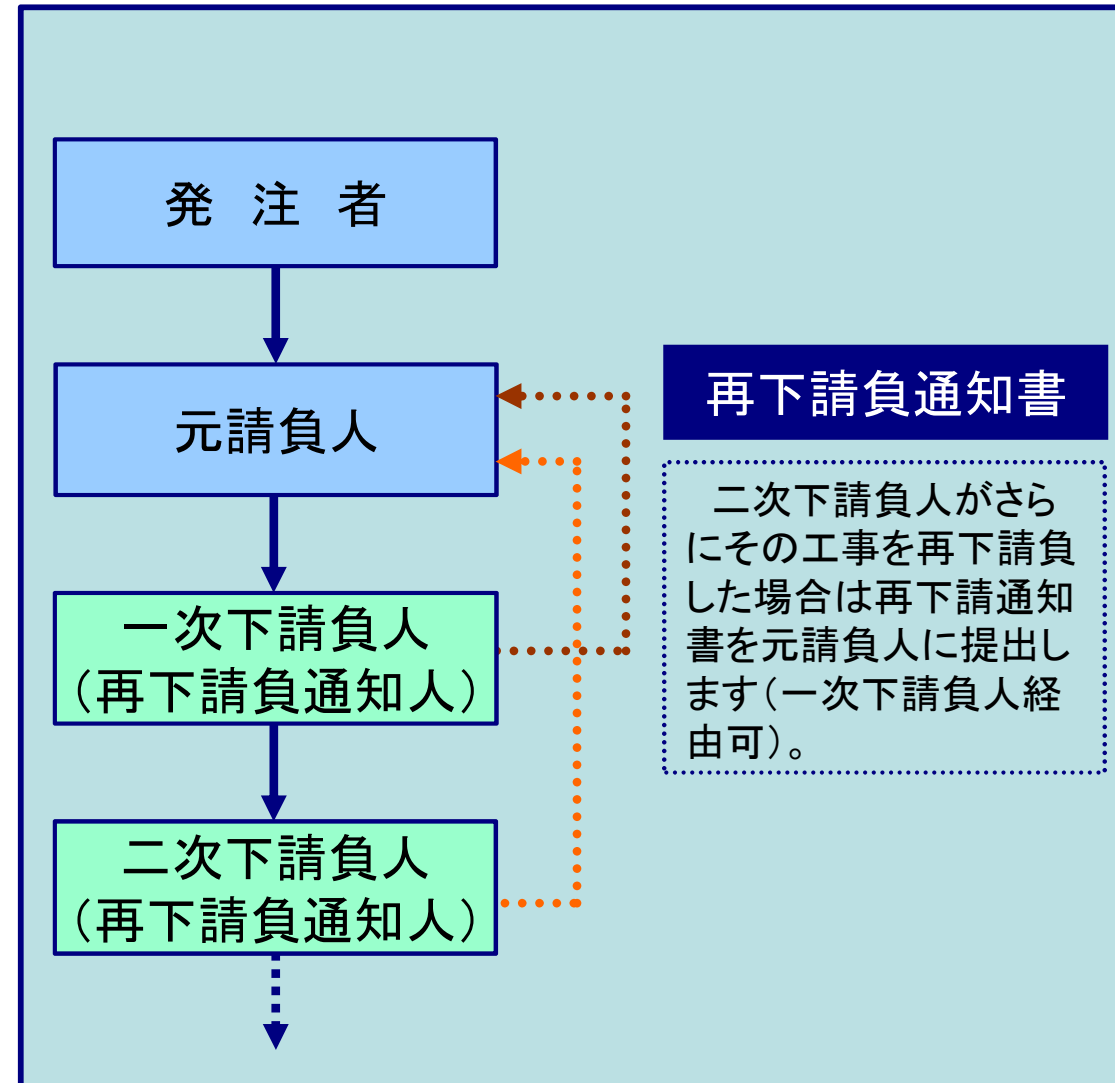 発　注　者
元請負人
一次下請負人
（再下請負通知人）
二次下請負人
（再下請負通知人）
再下請負通知書
　二次下請負人がさら
にその工事を再下請負
した場合は再下請通知
書を元請負人に提出し
ます（一次下請負人経
由可）。